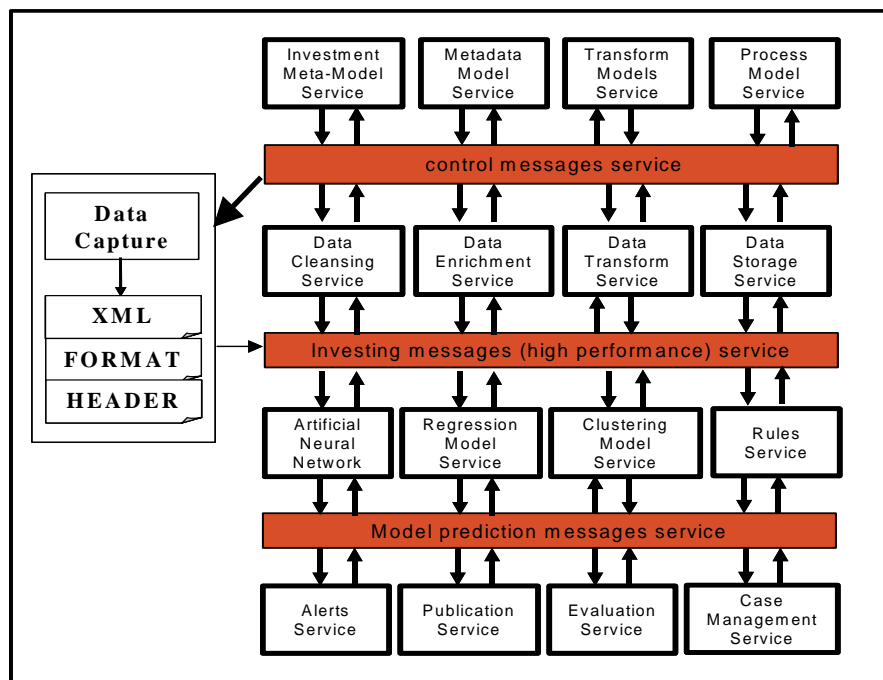 Investment
Meta-Model
Service
Metadata
Model
Service
Transform
Models
Service
Process
Model
Service
control messages service
Data
Capture
XML
FORMAT
HEADER
Data
Cleansing
Service
Data
Enrichment
Service
Data
Transform
Service
Data
Storage
Service
Investing messages (high performance) service
Artificial
Neural
Network
Regression
Model
Service
Clustering
Model
Service
Rules
Service
Model prediction messages service
Alerts
Service
Publication
Service
Evaluation
Service
Case
Management
Service